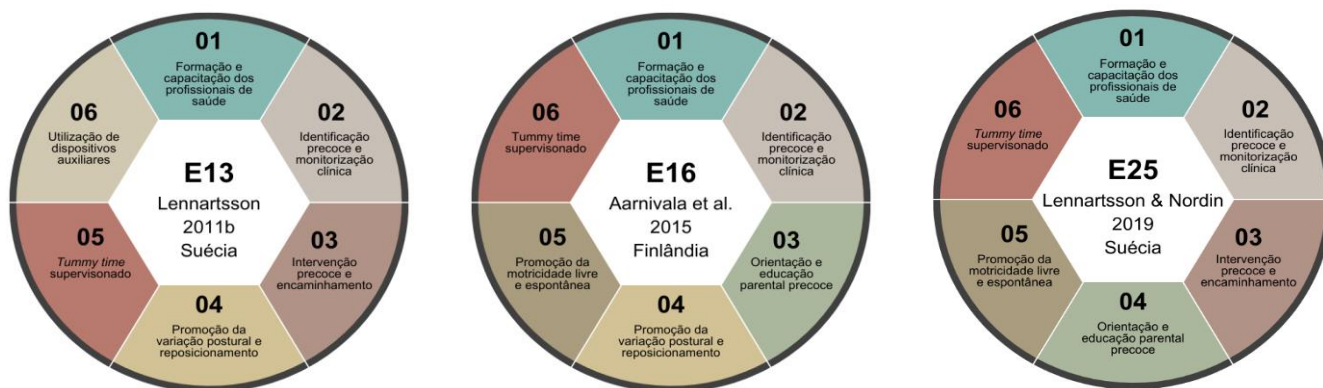 01
Formação e
capacitação dos
profissionais de
saúde
02
Identificação
precoce e
monitorização
clínica
03
Intervenção
precoce e
encaminhamento
04
Promoção da
variação postural e
reposicionamento
05
Tummy time
supervisonado
06
Utilização de
dispositivos
auxiliares
E13
Lennartsson
2011b
Suécia
01
Formação e
capacitação dos
profissionais de
saúde
02
Identificação
precoce e
monitorização
clínica
03
Orientação e
educação
parental precoce
04
Promoção da
variação postural e
reposicionamento
05
Promoção da
motricidade livre
e espontânea
06
Tummy time
supervisonado
E16
Aarnivala et al.
2015
Finlândia
01
Formação e
capacitação dos
profissionais de
saúde
02
Identificação
precoce e
monitorização
clínica
03
Intervenção
precoce e
encaminhamento
04
Orientação e
educação parental
precoce
05
Promoção da
motricidade livre
e espontânea
06
Tummy time
supervisonado
E25
Lennartsson & Nordin
2019
Suécia